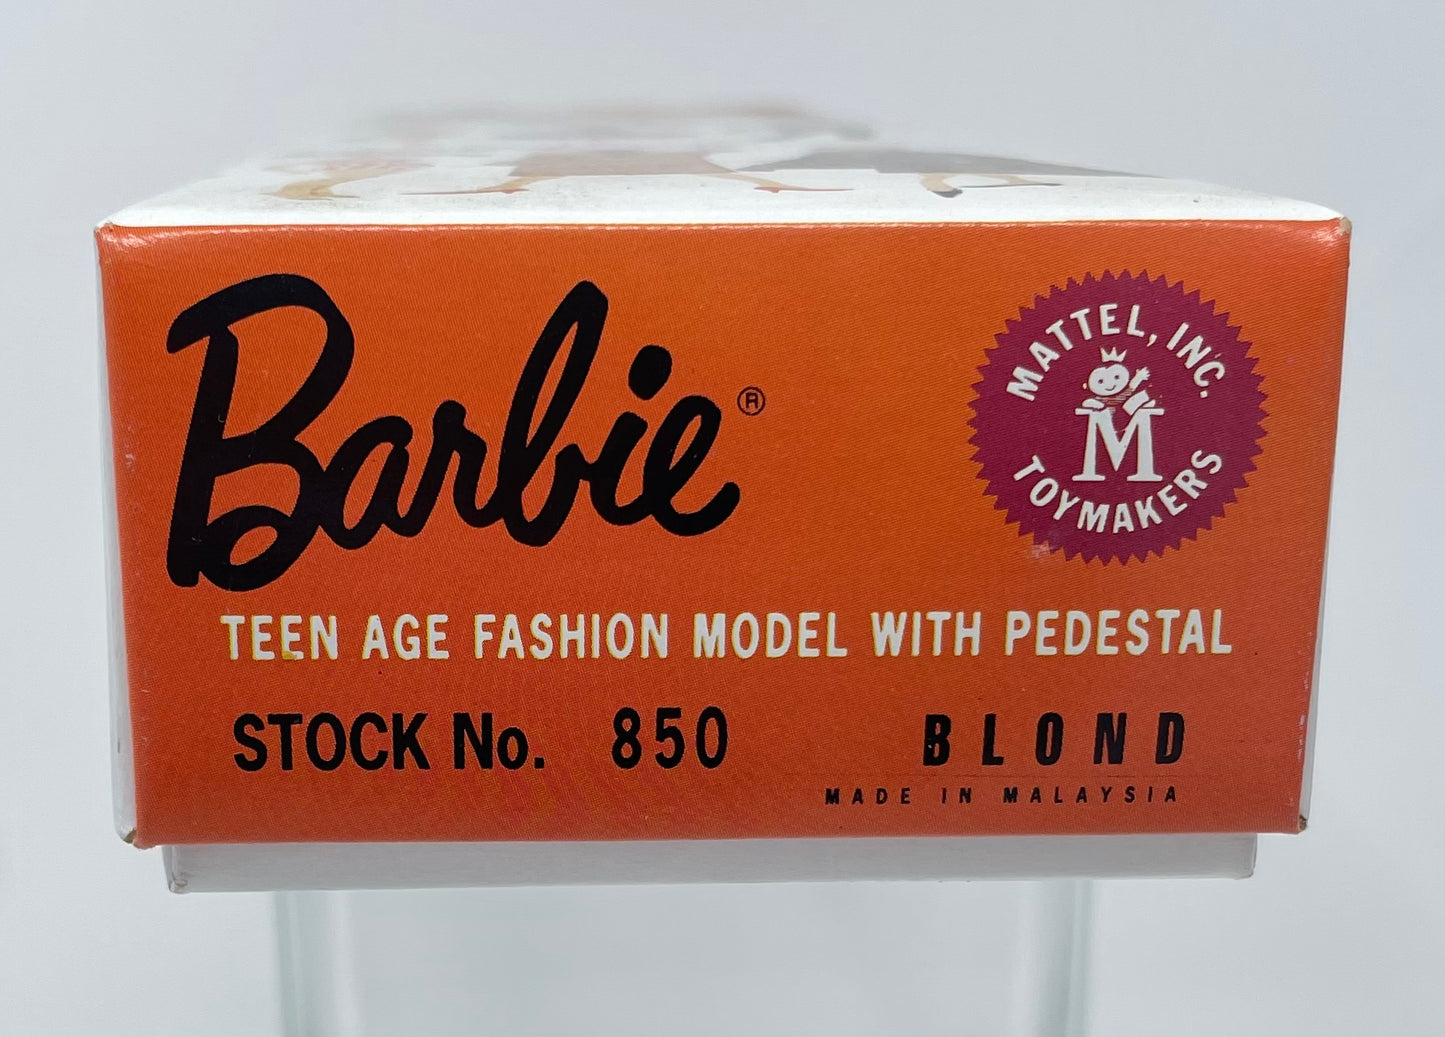 Barbie®
MATTEL, INC.
M
TOYMAKERS
TEEN AGE FASHION MODEL WITH PEDESTAL
STOCK No. 850
BLOND
MADE IN MALAYSIA